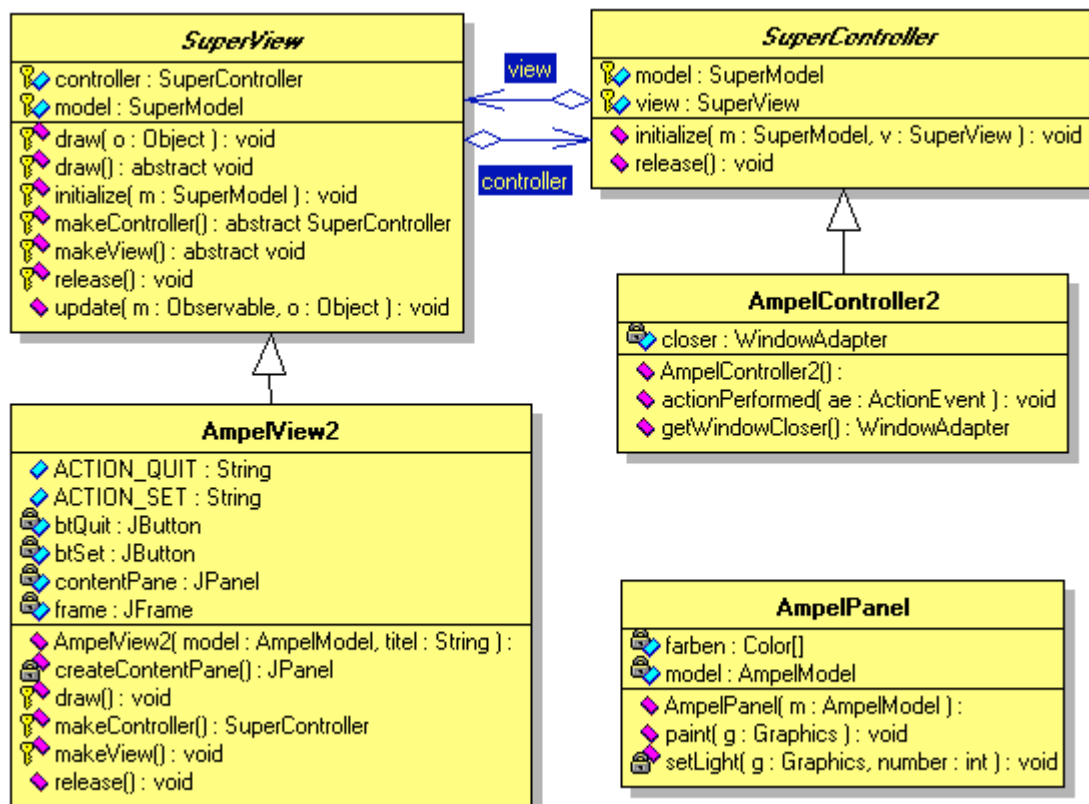 SuperView
controller : SuperController
model : SuperModel
draw( o : Object ) : void
draw() : abstract void
initialize( m : SuperModel ) : void
makeController() : abstract SuperController
makeView() : abstract void
release() : void
update( m : Observable, o : Object ) : void
view
controller
SuperController
model : SuperModel
view : SuperView
initialize( m : SuperModel, v : SuperView ) : void
release() : void
AmpelController2
closer : WindowAdapter
AmpelController2() :
actionPerformed( ae : ActionEvent ) : void
getWindowCloser() : WindowAdapter
AmpelView2
ACTION_QUIT : String
ACTION_SET : String
btQuit : JButton
btSet : JButton
contentPane : JPanel
frame : JFrame
AmpelView2( model : AmpelModel, titel : String ) :
createContentPane() : JPanel
draw() : void
makeController() : SuperController
makeView() : void
release() : void
AmpelPanel
farben : Color[]
model : AmpelModel
AmpelPanel( m : AmpelModel ) :
paint( g : Graphics ) : void
setLight( g : Graphics, number : int ) : void